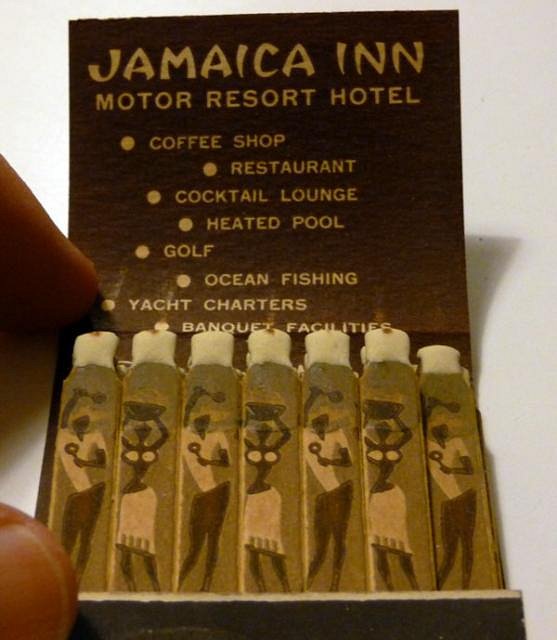 JAMAICA INN
MOTOR RESORT HOTEL
COFFEE SHOP
RESTAURANT
COCKTAIL LOUNGE
HEATED POOL
GOLF
OCEAN FISHING
YACHT CHARTERS
BANQUET FACILITIES